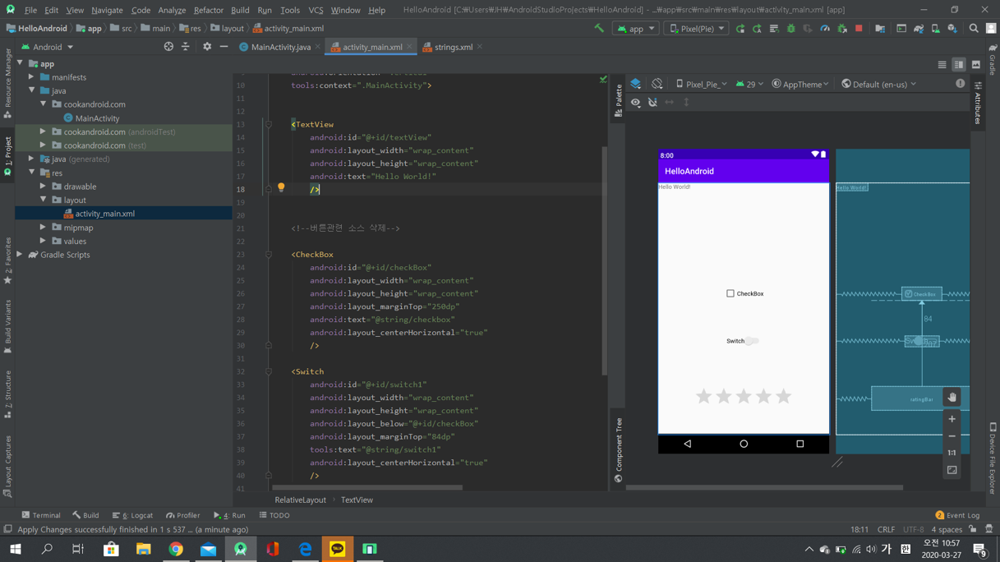 File Edit View Navigate Code Analyze Refactor Build Run Tools VCS Window Help HelloAndroid [C:\Users\JH\AndroidStudioProjects\HelloAndroid] - ...\app\src\main\res\layout\activity_main.xml [app]
HelloAndroid app src main res layout activity_main.xml app Pixel(Pie)
Android MainActivity.java activity_main.xml strings.xml
Resource Manager
1: Project
2: Favorites
Build Variants
7: Structure
Layout Captures
app
manifests
java
cookandroid.com
MainActivity
cookandroid.com (androidTest)
cookandroid.com (test)
java (generated)
res
drawable
layout
activity_main.xml
mipmap
values
Gradle Scripts
10 tools:context=".MainActivity">
11
12
13 <TextView
14 android:id="@+id/textView"
15 android:layout_width="wrap_content"
16 android:layout_height="wrap_content"
17 android:text="Hello World!"
18 />
19
20
21 <!--버튼관련 소스 삭제-->
22
23 <CheckBox
24 android:id="@+id/checkBox"
25 android:layout_width="wrap_content"
26 android:layout_height="wrap_content"
27 android:layout_marginTop="250dp"
28 android:text="@string/checkbox"
29 android:layout_centerHorizontal="true"
30 />
31
32 <Switch
33 android:id="@+id/switch1"
34 android:layout_width="wrap_content"
35 android:layout_height="wrap_content"
36 android:layout_below="@+id/checkBox"
37 android:layout_marginTop="84dp"
38 tools:text="@string/switch1"
39 android:layout_centerHorizontal="true"
40 />
41
RelativeLayout TextView
Palette
Component Tree
Pixel_Pie_ 29 AppTheme Default (en-us)
8:00
HelloAndroid
Hello World!
CheckBox
Switch
Hello World!
CheckBox
84
Switch
207
ratingBar
1:1
Gradle
Attributes
Device File Explorer
Terminal Build 6: Logcat Profiler 4: Run TODO 2 Event Log
Apply Changes successfully finished in 1 s 537 ... (a minute ago) 18:11 CRLF UTF-8 4 spaces
TALK
가 한 오전 10:57
2020-03-27
9